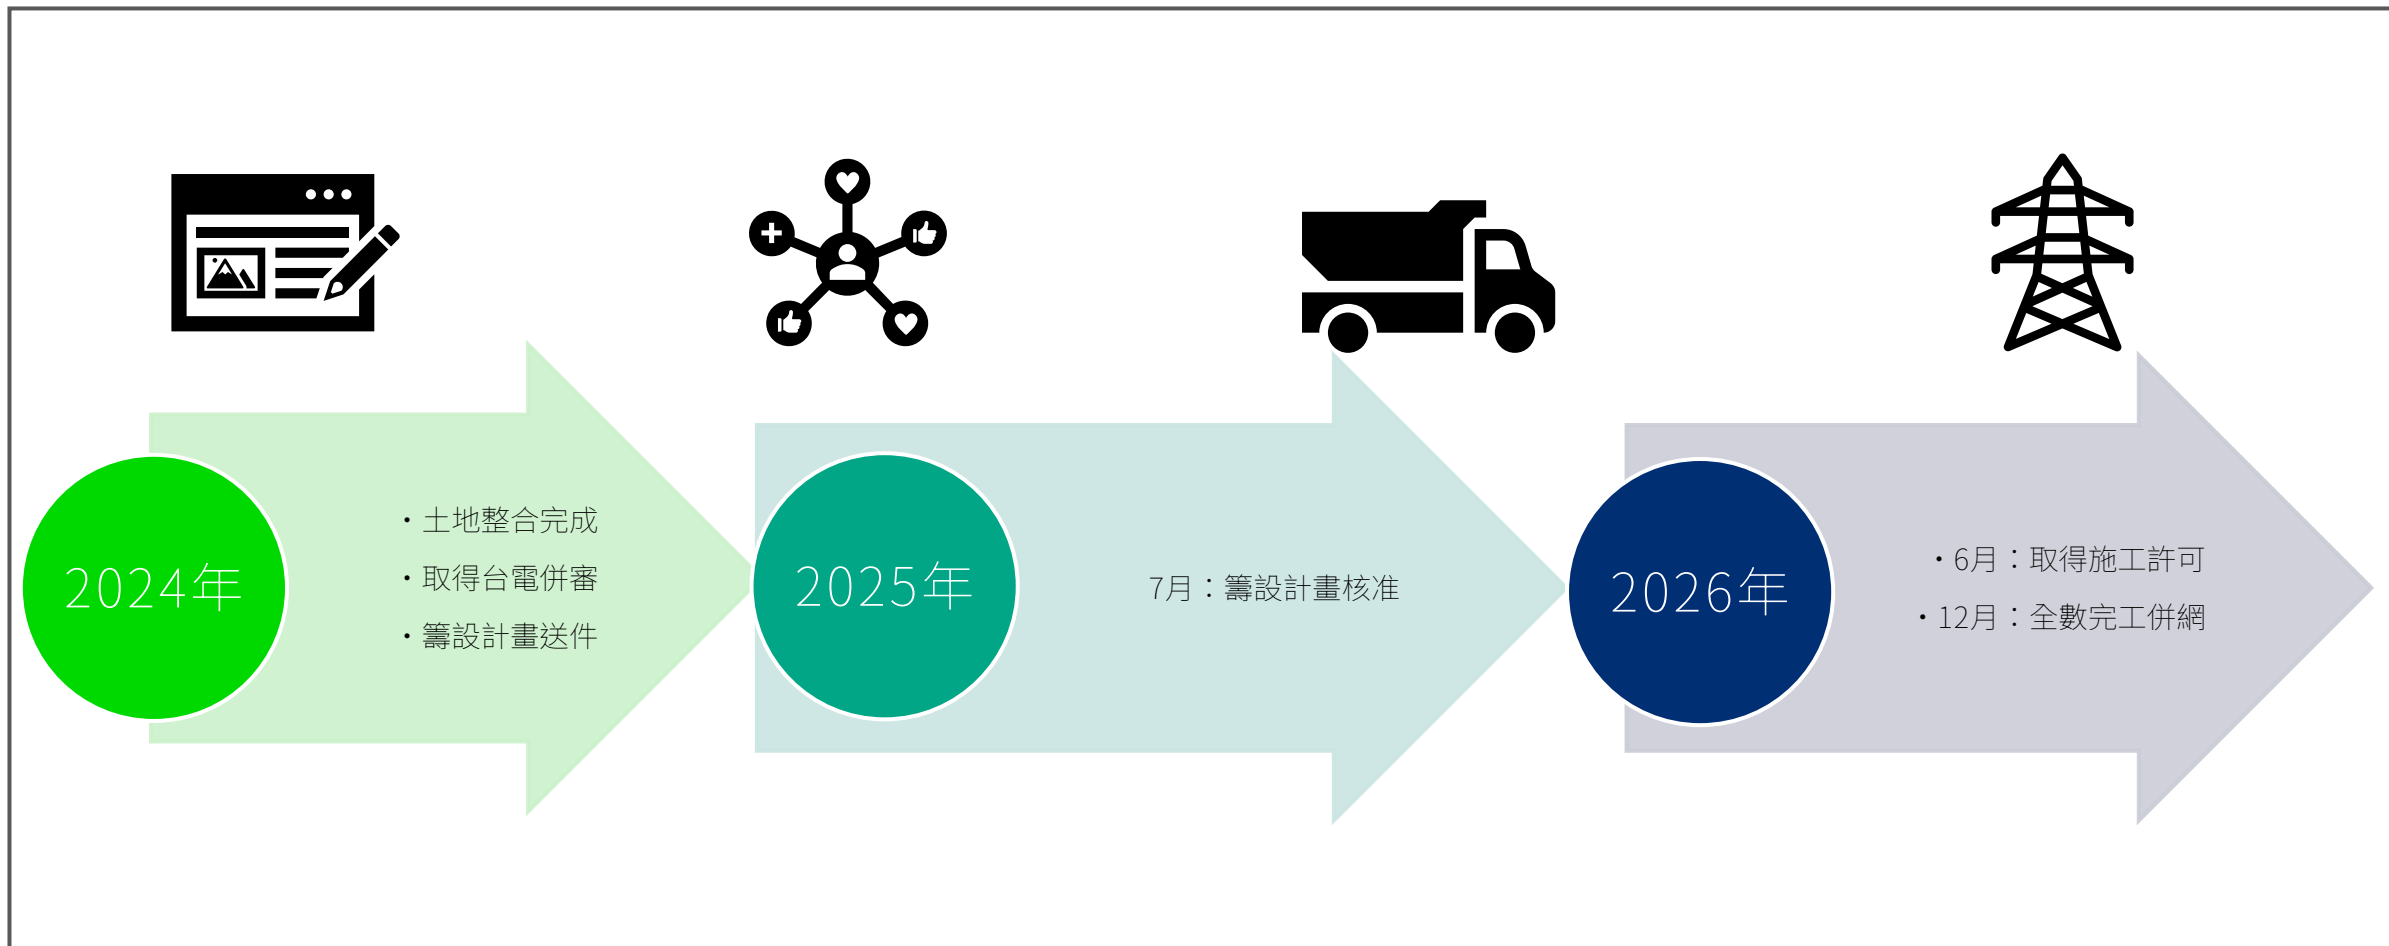 2024年
・土地整合完成
・取得台電併審
・籌設計畫送件
2025年
7月：籌設計畫核准
2026年
・6月：取得施工許可
・12月：全數完工併網